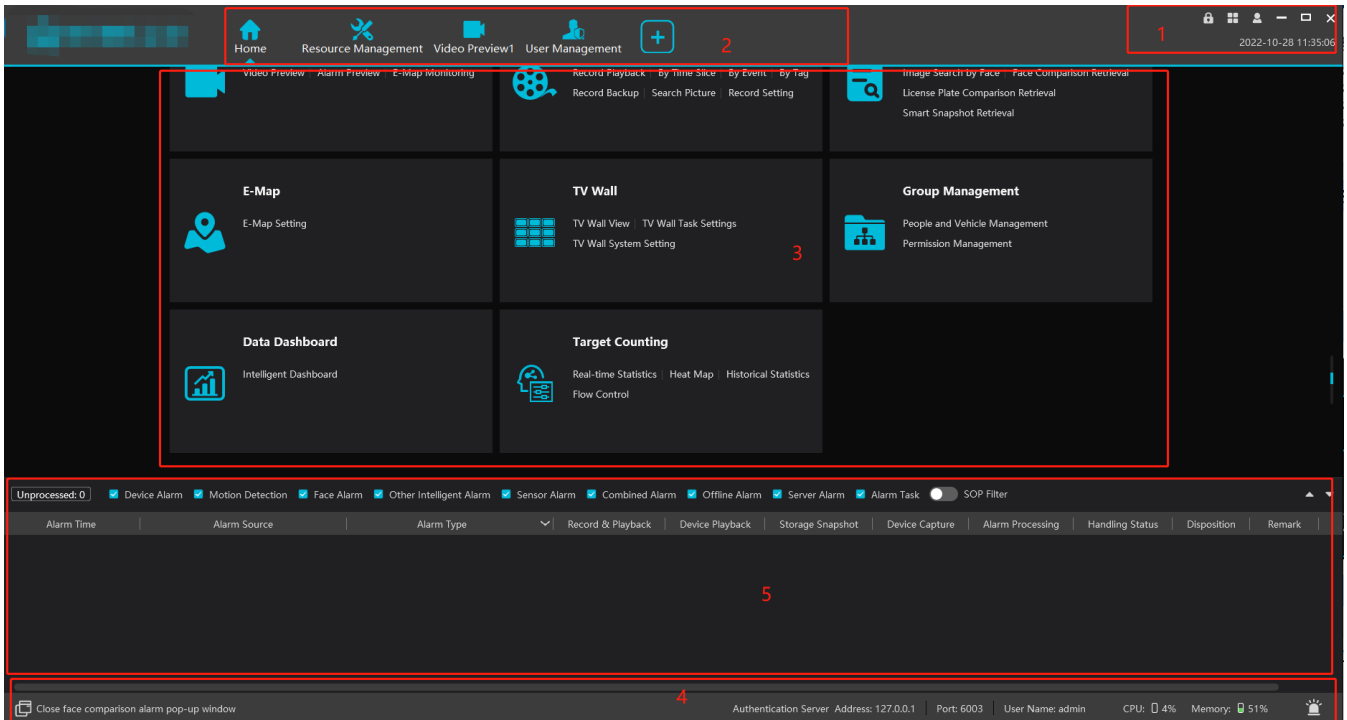 1
2022-10-28 11:35:06
Home Resource Management Video Preview1 User Management + 2
Video Preview | Alarm Preview | E-Map Monitoring
Record Playback | By Time Slice | By Event | By Tag
Record Backup | Search Picture | Record Setting
Image Search by Face | Face Comparison Retrieval
License Plate Comparison Retrieval
Smart Snapshot Retrieval
E-Map
E-Map Setting
TV Wall
TV Wall View | TV Wall Task Settings
TV Wall System Setting
3
Group Management
People and Vehicle Management
Permission Management
Data Dashboard
Intelligent Dashboard
Target Counting
Real-time Statistics | Heat Map | Historical Statistics
Flow Control
Unprocessed: 0 Device Alarm Motion Detection Face Alarm Other Intelligent Alarm Sensor Alarm Combined Alarm Offline Alarm Server Alarm Alarm Task SOP Filter
Alarm Time Alarm Source Alarm Type Record & Playback Device Playback Storage Snapshot Device Capture Alarm Processing Handling Status Disposition Remark
5
4
Close face comparison alarm pop-up window Authentication Server Address: 127.0.0.1 Port: 6003 User Name: admin CPU: 4% Memory: 51%